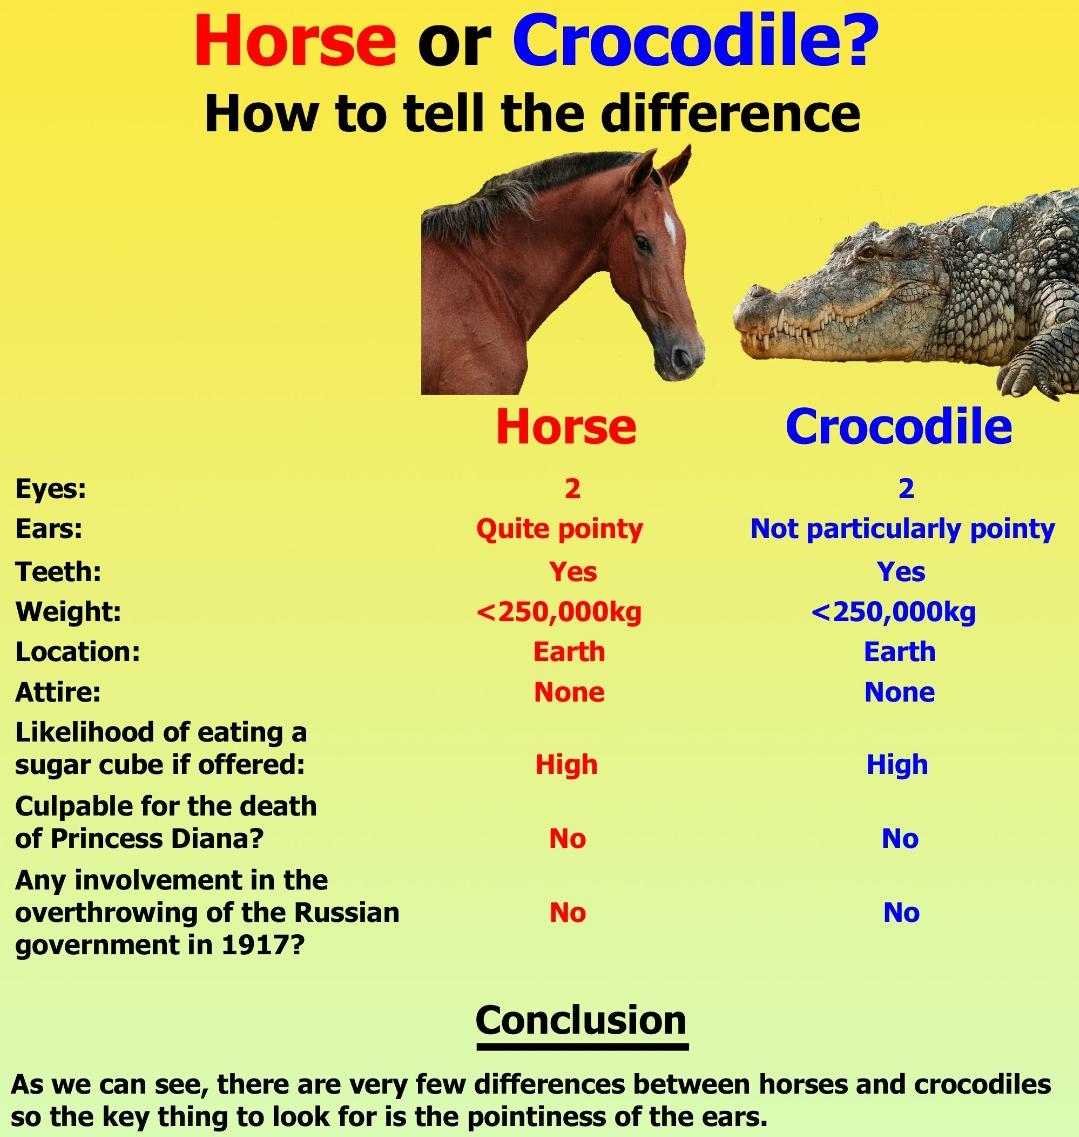 Horse or Crocodile?
How to tell the difference
Horse Crocodile
Eyes: 2 2
Ears: Quite pointy Not particularly pointy
Teeth: Yes Yes
Weight: <250,000kg <250,000kg
Location: Earth Earth
Attire: None None
Likelihood of eating a
sugar cube if offered: High High
Culpable for the death
of Princess Diana? No No
Any involvement in the
overthrowing of the Russian No No
government in 1917?
Conclusion
As we can see, there are very few differences between horses and crocodiles
so the key thing to look for is the pointiness of the ears.